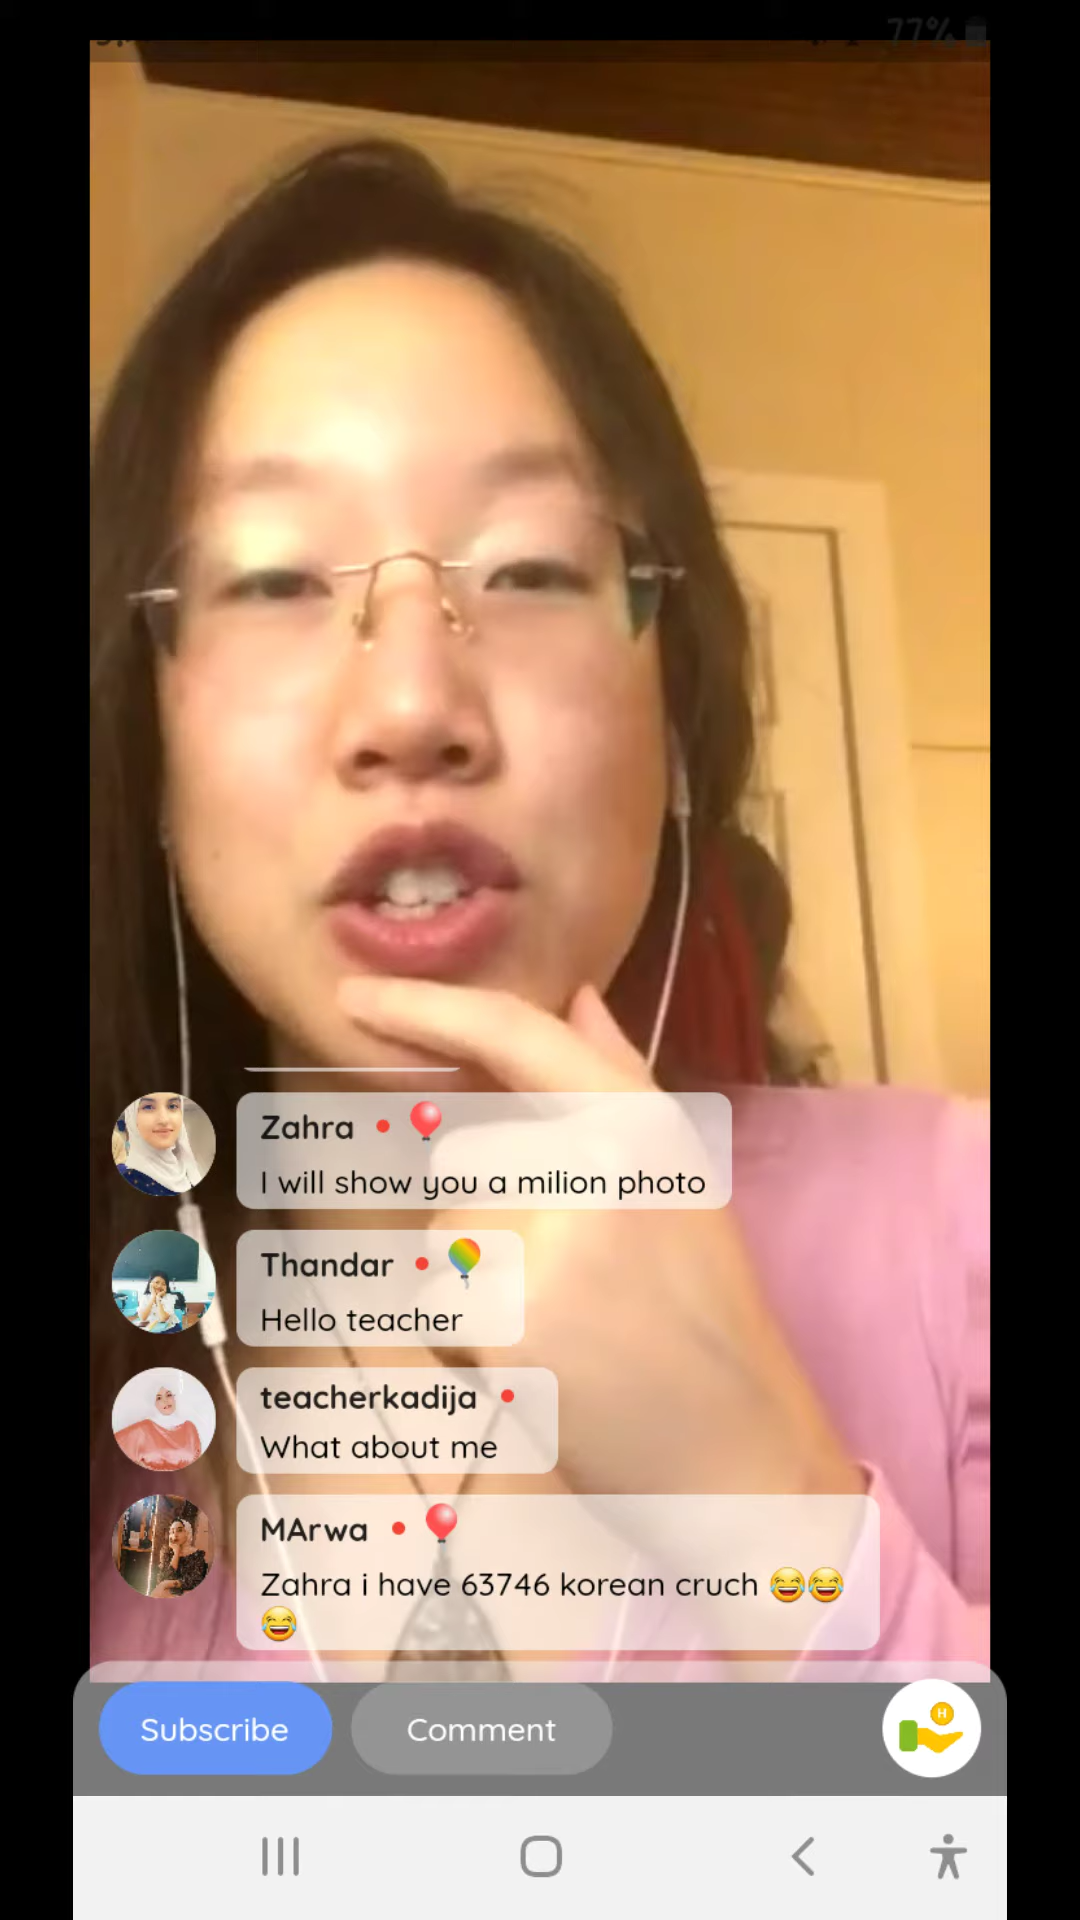 77%
Zahra
I will show you a milion photo
Thandar
Hello teacher
teacherkadija
What about me
MArwa
Zahra i have 63746 korean cruch 😂😂
😂
Subscribe
Comment
H